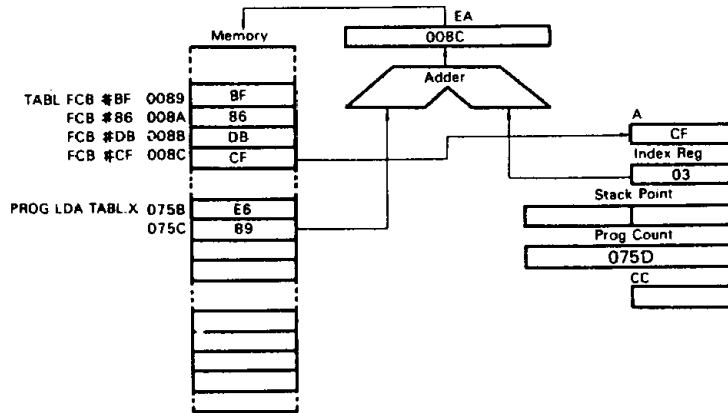 EA
Memory
008C
Adder
TABL FCB #BF 0089 BF
FCB #86 008A 86
FCB #DB 008B DB
FCB #CF 008C CF
A
CF
Index Reg
03
Stack Point
PROG LDA TABL.X 075B E6
075C 89
Prog Count
075D
CC